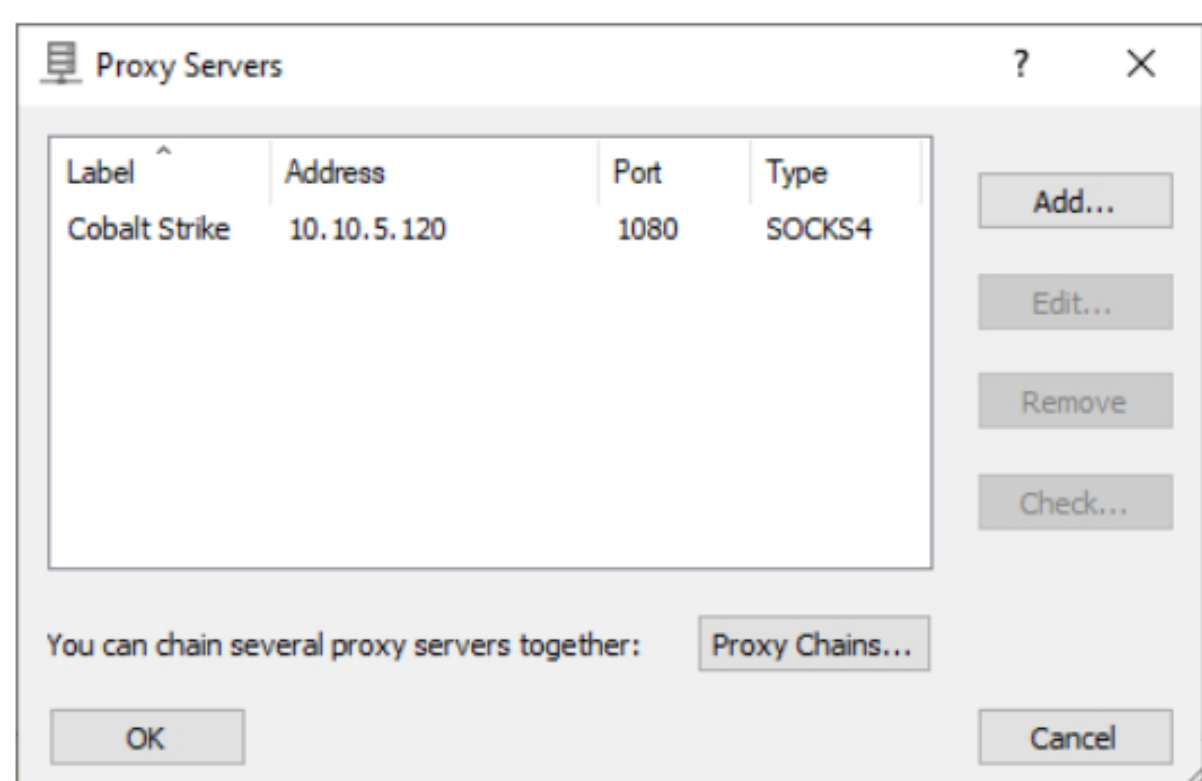 Proxy Servers ?
Label Address Port Type
Cobalt Strike 10.10.5.120 1080 SOCKS4
Add...
Edit...
Remove
Check...
You can chain several proxy servers together: Proxy Chains...
OK Cancel